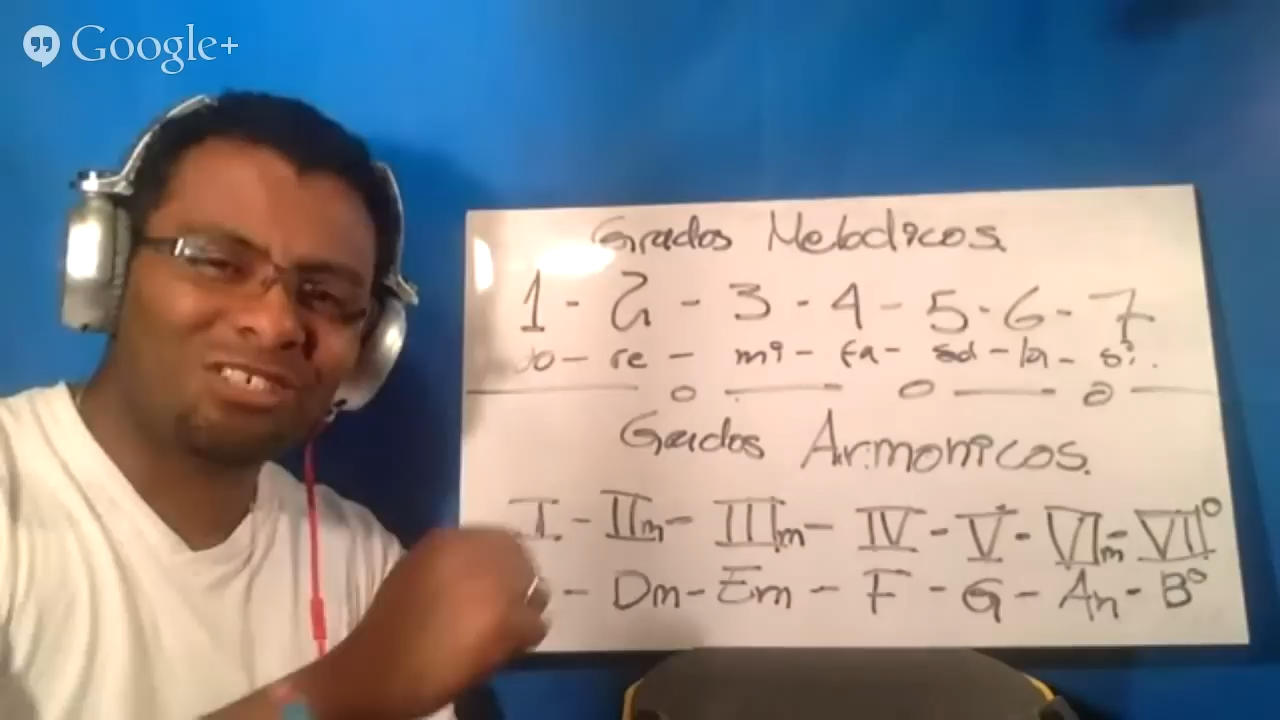 Google+
Grados Melodicos.
1 - 2 - 3 - 4 - 5 - 6 - 7
do - re - mi - fa - sol - la - si.
Grados Armonicos.
I - IIm - IIIm - IV - V - VIm - VII°
- Dm - Em - F - G - Am - B°